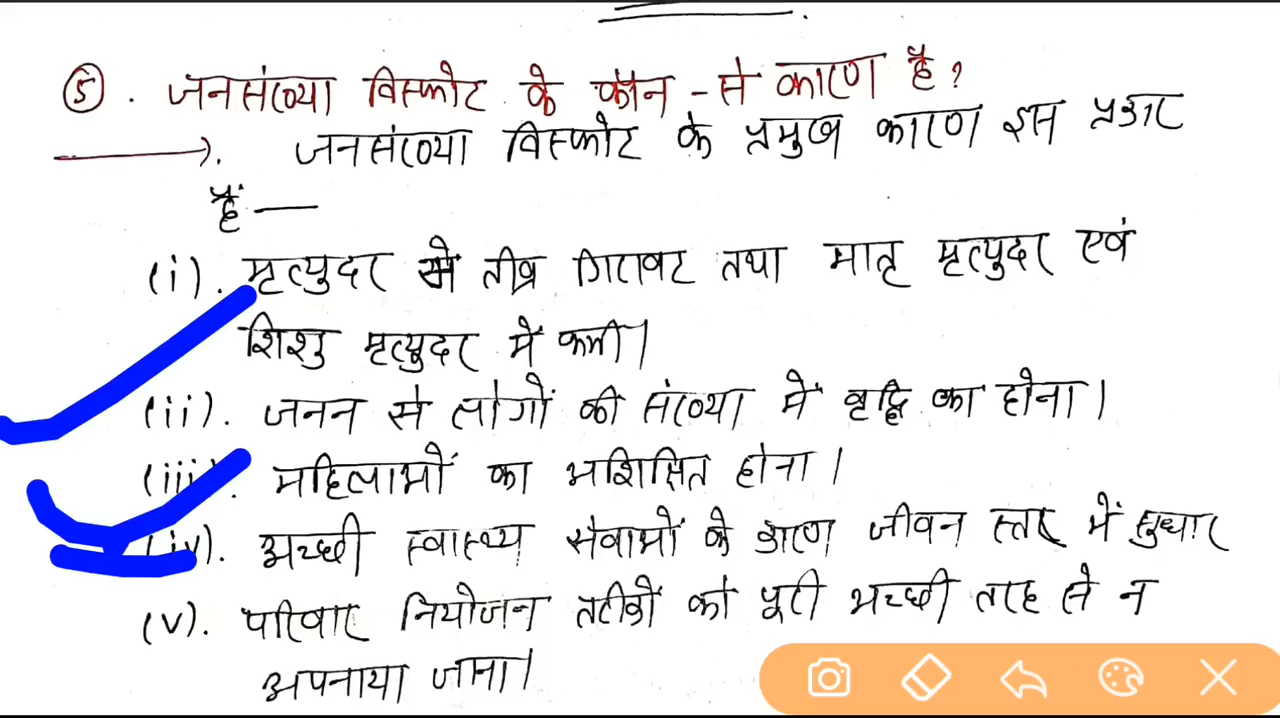 ⑤. जनसंख्या विस्फोट के कौन-से कारण है?
→. जनसंख्या विस्फोट के प्रमुख कारण इस प्रकार
हैं —
(i). मृत्युदर में तीव्र गिरावट तथा मातृ मृत्युदर एवं
शिशु मृत्युदर में कमी।
(ii). जनन से लोगों की संख्या में वृद्धि का होना।
(iii). महिलाओं का अशिक्षित होना।
(iv). अच्छी स्वास्थ्य सेवाओं के कारण जीवन स्तर में सुधार
(v). परिवार नियोजन तरीकों को पूरी अच्छी तरह से न
अपनाया जाना।